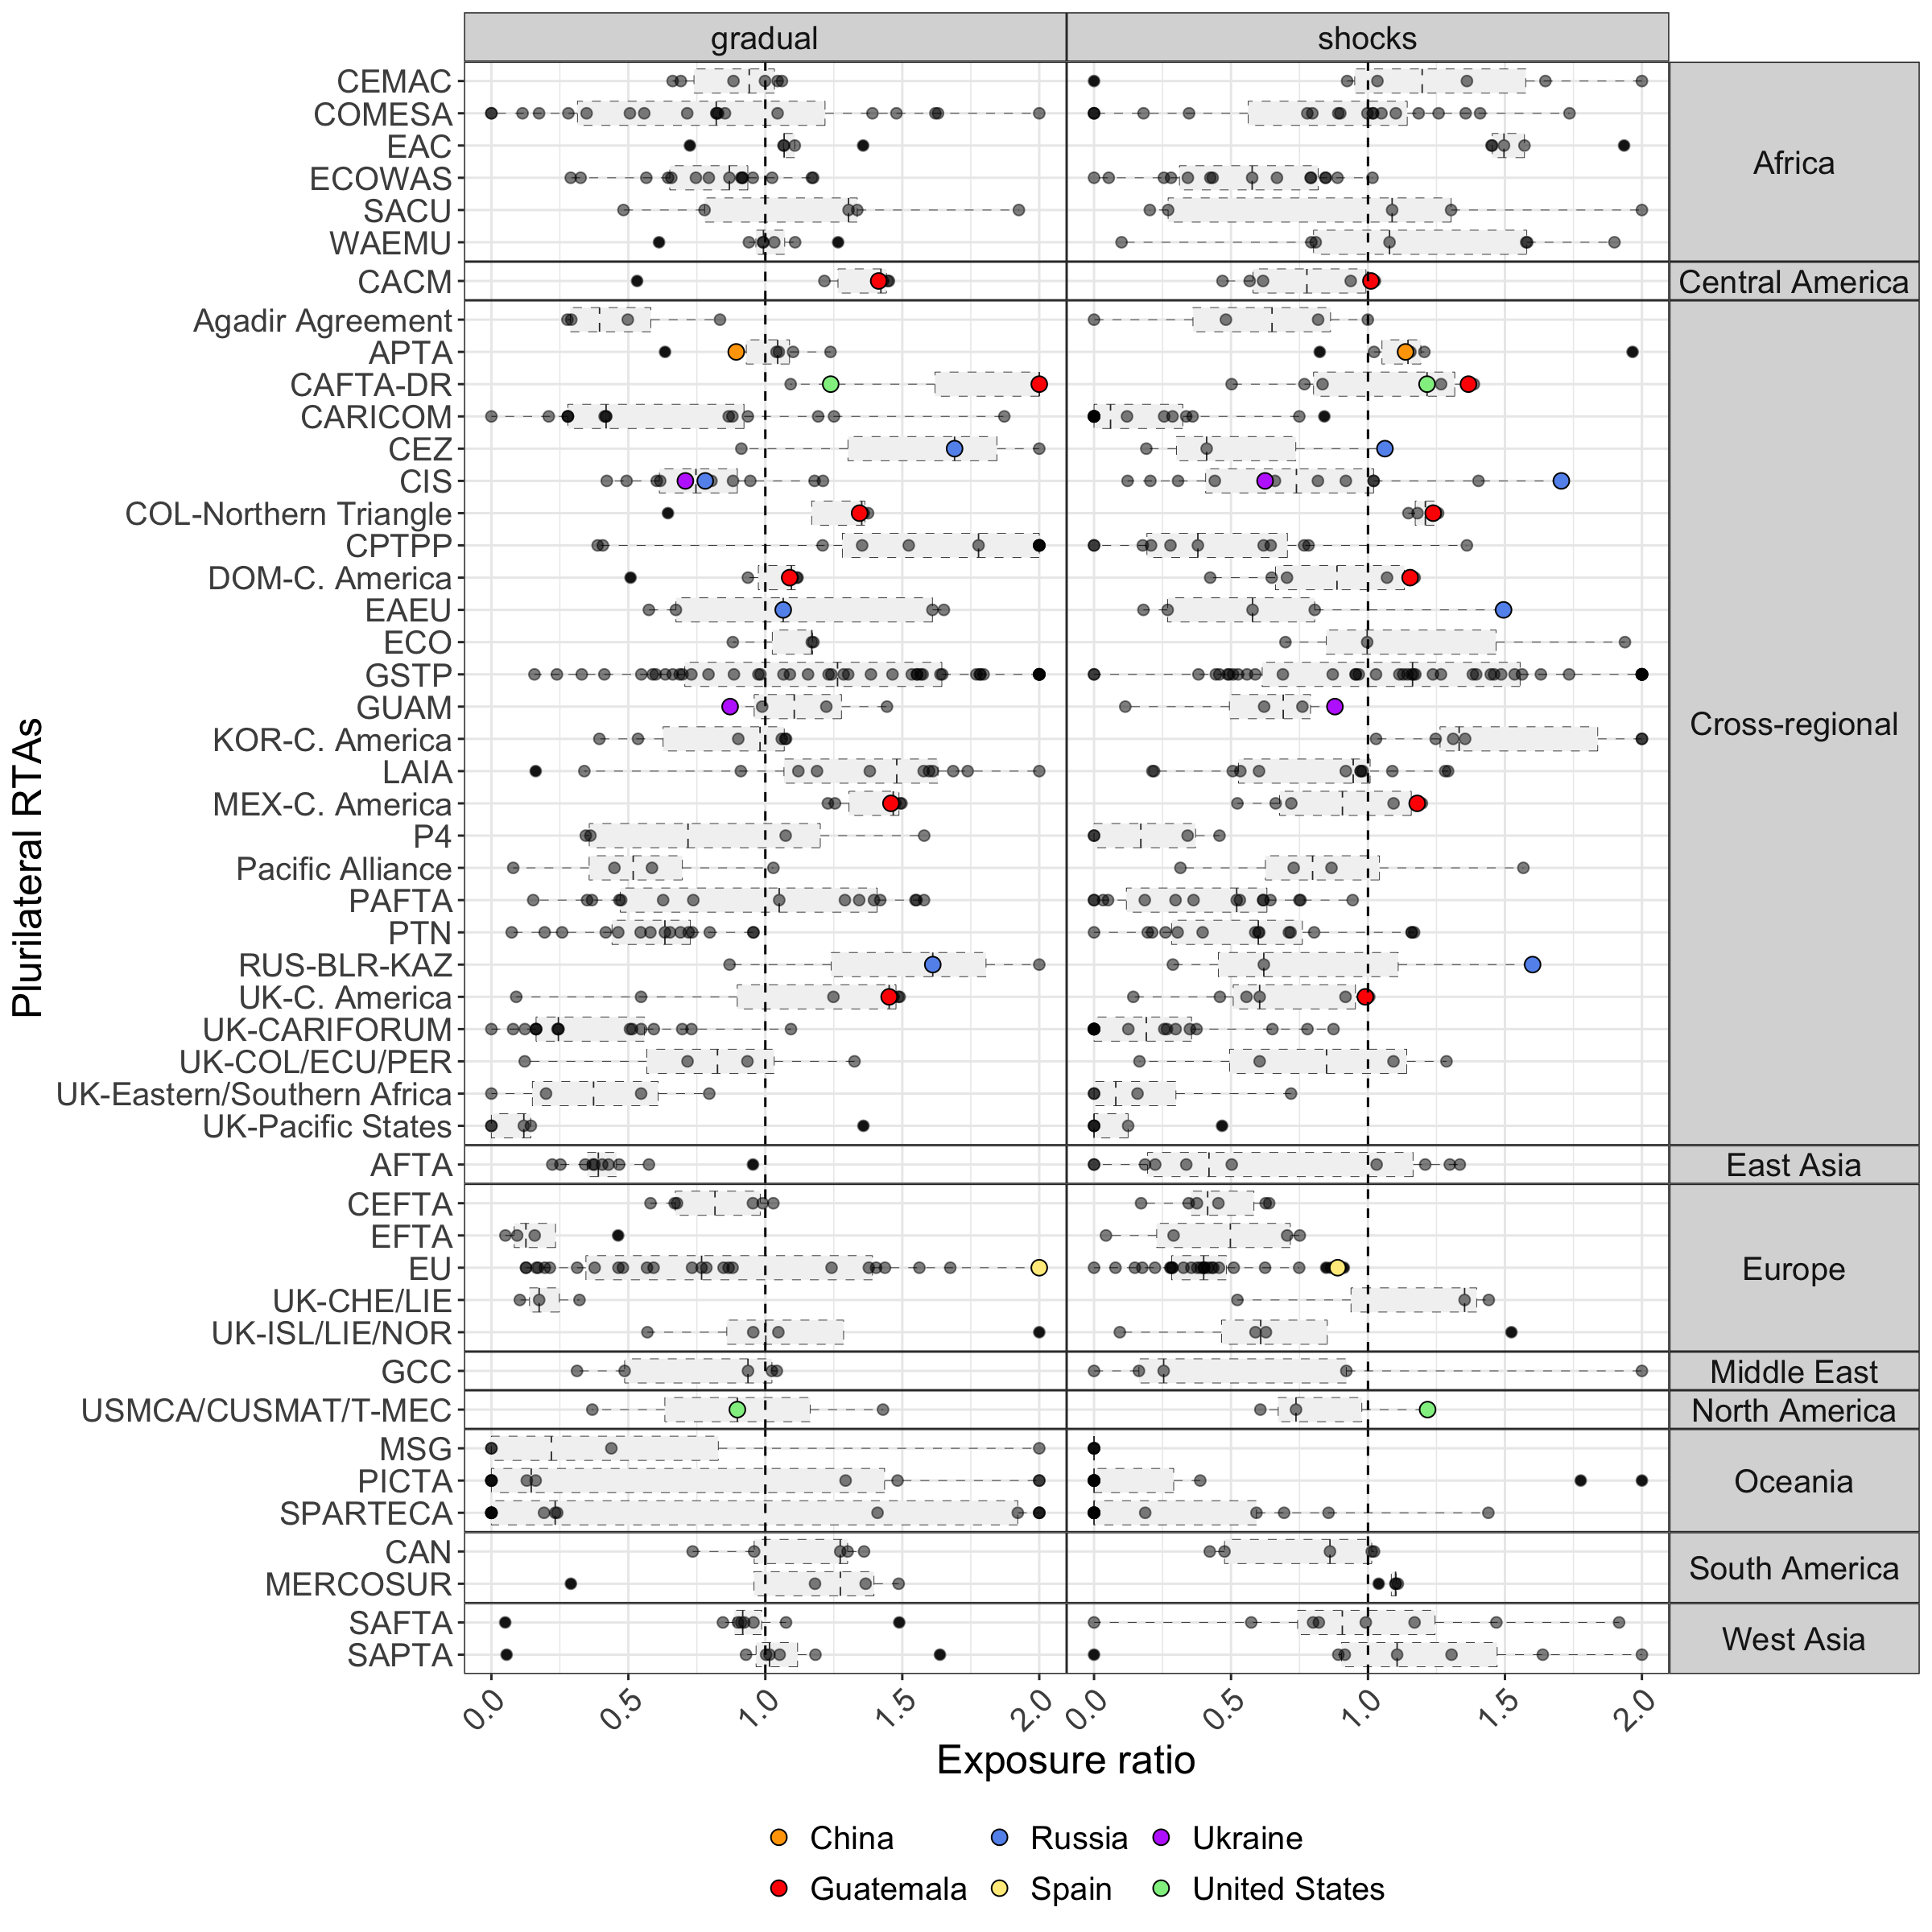 gradual
shocks
Plurilateral RTAs
CEMAC
COMESA
EAC
ECOWAS
SACU
WAEMU
Africa
CACM
Central America
Agadir Agreement
APTA
CAFTA-DR
CARICOM
CEZ
CIS
COL-Northern Triangle
CPTPP
DOM-C. America
EAEU
ECO
GSTP
GUAM
KOR-C. America
LAIA
MEX-C. America
P4
Pacific Alliance
PAFTA
PTN
RUS-BLR-KAZ
UK-C. America
UK-CARIFORUM
UK-COL/ECU/PER
UK-Eastern/Southern Africa
UK-Pacific States
Cross-regional
AFTA
East Asia
CEFTA
EFTA
EU
UK-CHE/LIE
UK-ISL/LIE/NOR
Europe
GCC
Middle East
USMCA/CUSMAT/T-MEC
North America
MSG
PICTA
SPARTECA
Oceania
CAN
MERCOSUR
South America
SAFTA
SAPTA
West Asia
0.0 0.5 1.0 1.5 2.0 0.0 0.5 1.0 1.5 2.0
Exposure ratio
China Russia Ukraine
Guatemala Spain United States